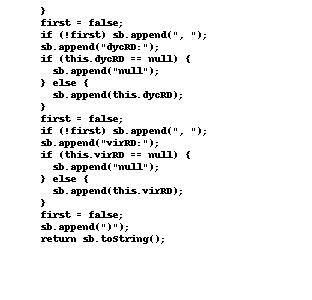 }
first = false;
if (!first) sb.append(", ");
sb.append("dycRD:");
if (this.dycRD == null) {
sb.append("null");
} else {
sb.append(this.dycRD);
}
first = false;
if (!first) sb.append(", ");
sb.append("virRD:");
if (this.virRD == null) {
sb.append("null");
} else {
sb.append(this.virRD);
}
first = false;
sb.append(")");
return sb.toString();